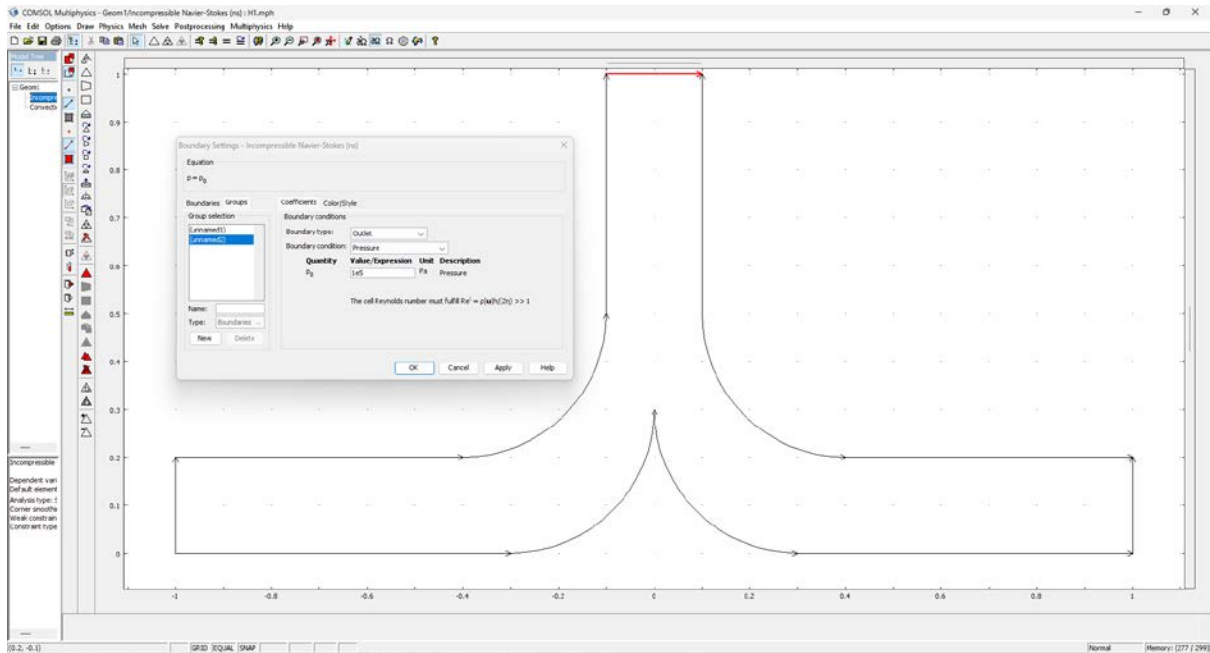 COMSOL Multiphysics - Geom1/Incompressible Navier-Stokes (ns) : H1.mph
File Edit Options Draw Physics Mesh Solve Postprocessing Multiphysics Help
Model Tree
Geom1
Incompre
Convecti
Incompressible
Dependent vari
Default element
Analysis type: S
Corner smoothi
Weak constrain
Constraint type
Boundary Settings - Incompressible Navier-Stokes (ns)
Equation
p = p₀
Boundaries Groups
Group selection
(unnamed1)
(unnamed2)
Name:
Type: Boundaries
New Delete
Coefficients Color/Style
Boundary conditions
Boundary type: Outlet
Boundary condition: Pressure
Quantity Value/Expression Unit Description
p₀ 1e5 Pa Pressure
The cell Reynolds number must fulfill Reᶜ = ρ|u|h/(2η) >> 1
OK Cancel Apply Help
1
0.9
0.8
0.7
0.6
0.5
0.4
0.3
0.2
0.1
0
-1 -0.8 -0.6 -0.4 -0.2 0 0.2 0.4 0.6 0.8 1
(0.2, -0.1) GRID EQUAL SNAP Normal Memory: (277 / 299)